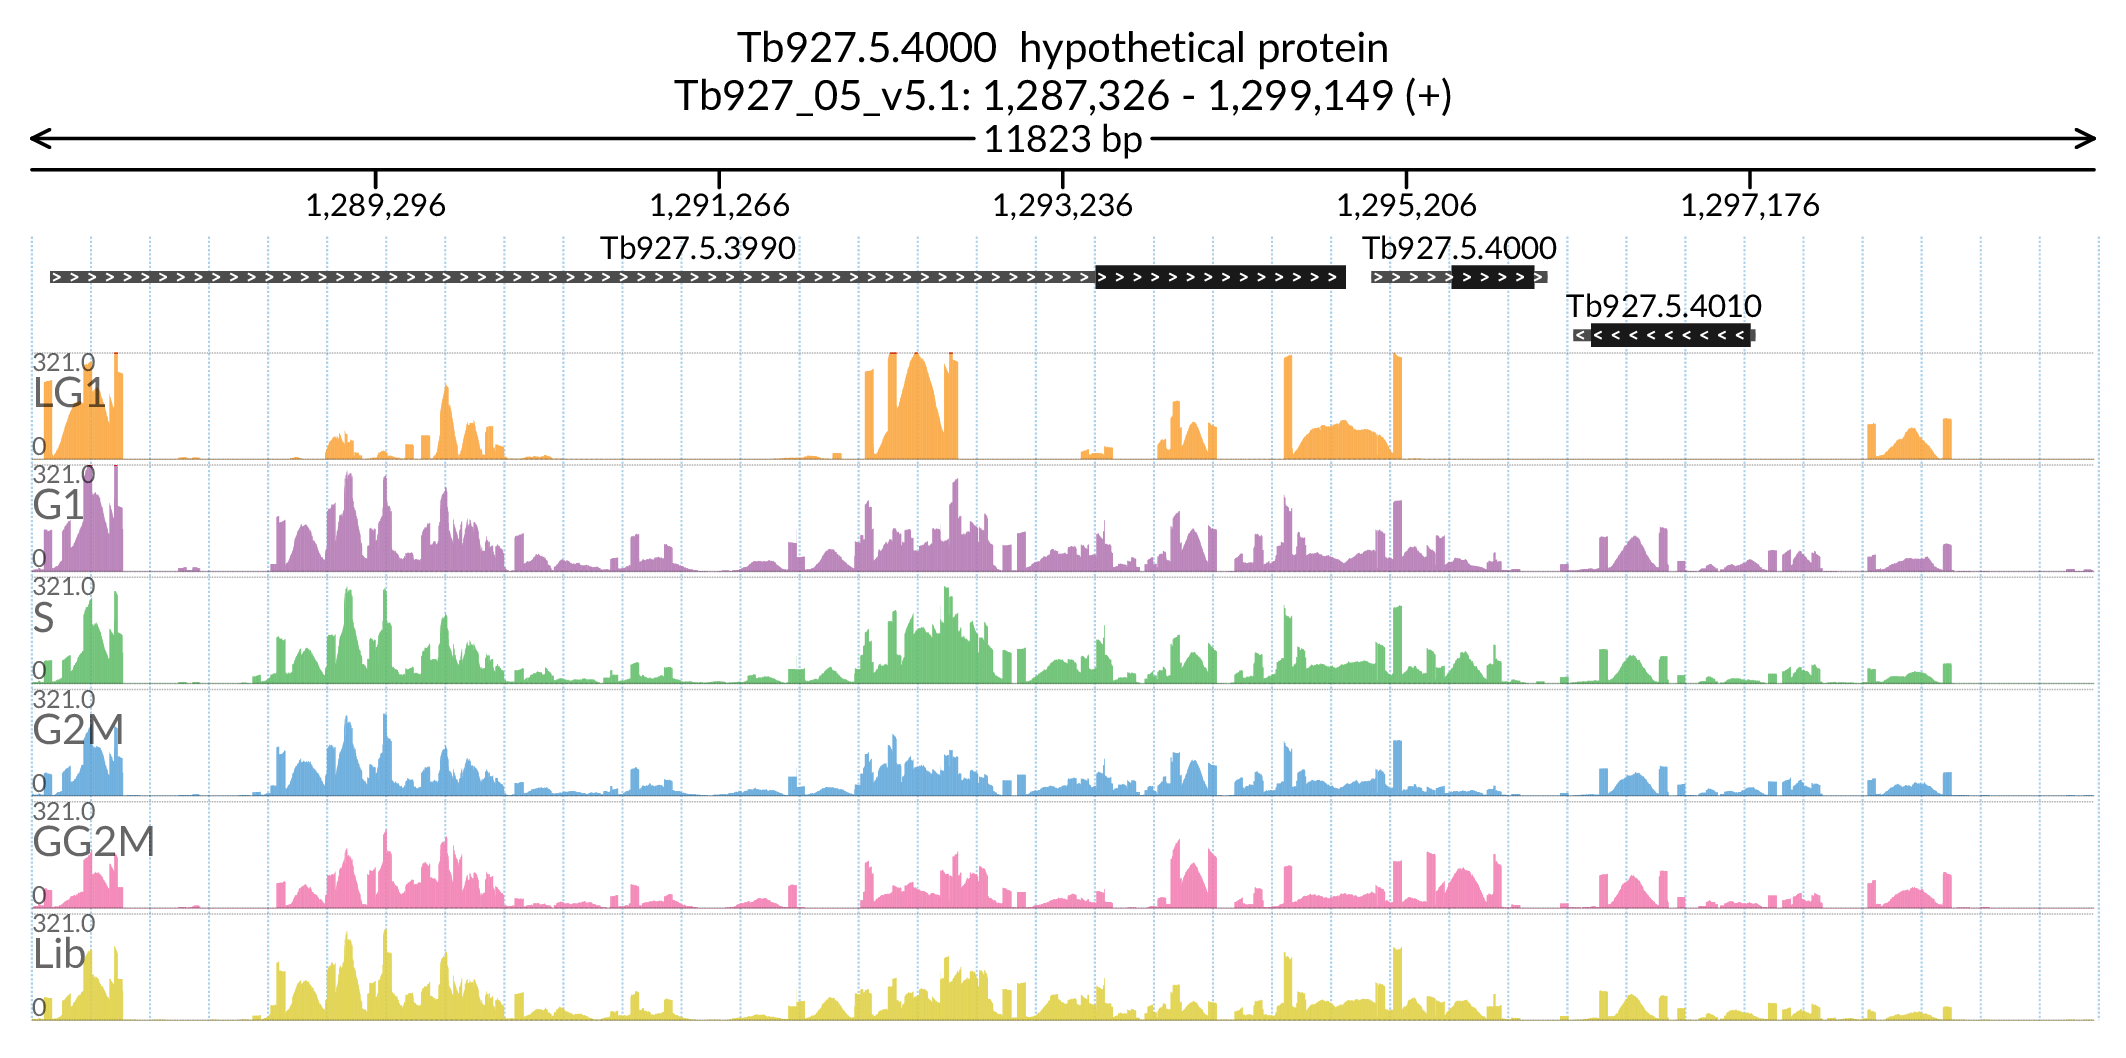 Tb927.5.4000 hypothetical protein
Tb927_05_v5.1: 1,287,326 - 1,299,149 (+)
11823 bp
1,289,296 1,291,266 1,293,236 1,295,206 1,297,176
Tb927.5.3990 Tb927.5.4000
Tb927.5.4010
321.0
LG1
0
321.0
G1
0
321.0
S
0
321.0
G2M
0
321.0
GG2M
0
321.0
Lib
0